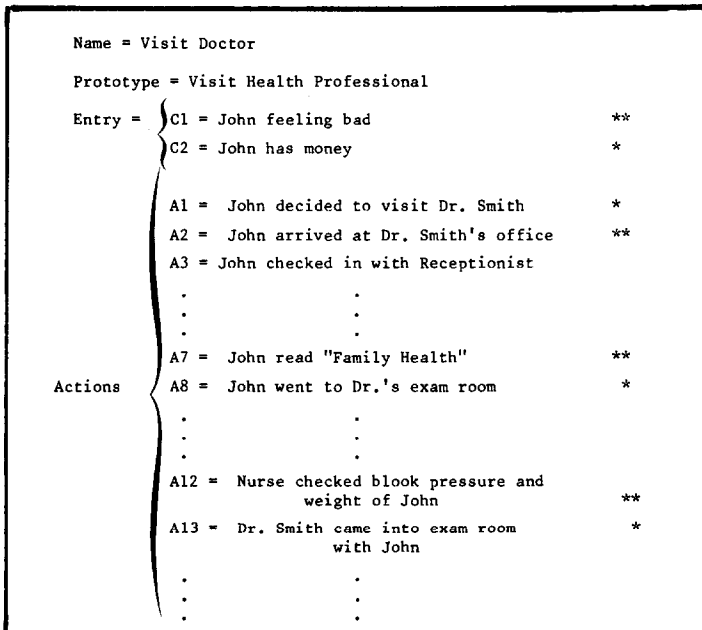 Name = Visit Doctor
Prototype = Visit Health Professional
Entry = C1 = John feeling bad **
C2 = John has money *
A1 = John decided to visit Dr. Smith *
A2 = John arrived at Dr. Smith's office **
A3 = John checked in with Receptionist
. .
. .
. .
A7 = John read "Family Health" **
Actions A8 = John went to Dr.'s exam room *
. .
. .
. .
A12 = Nurse checked blook pressure and
weight of John **
A13 = Dr. Smith came into exam room *
with John
. .
. .
. .